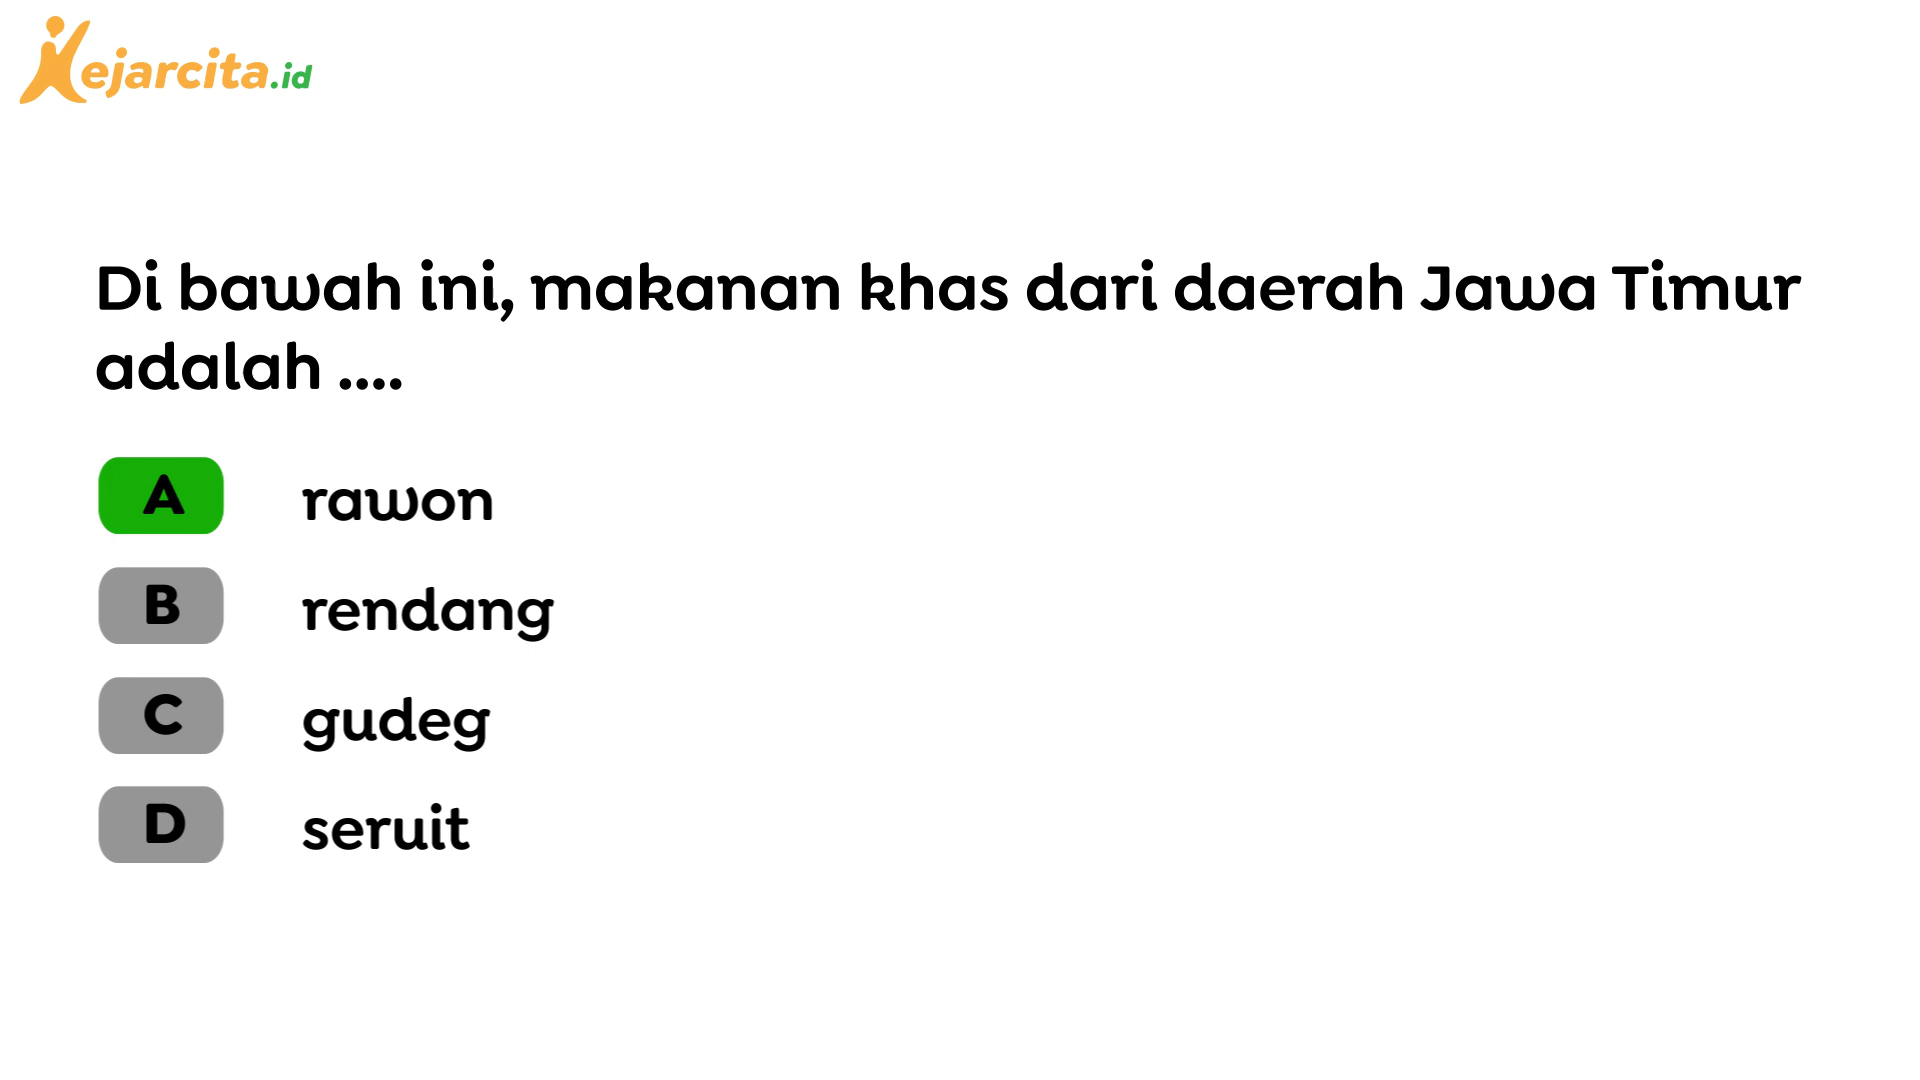 Kejarcita.id
Di bawah ini, makanan khas dari daerah Jawa Timur
adalah ....
A rawon
B rendang
C gudeg
D seruit